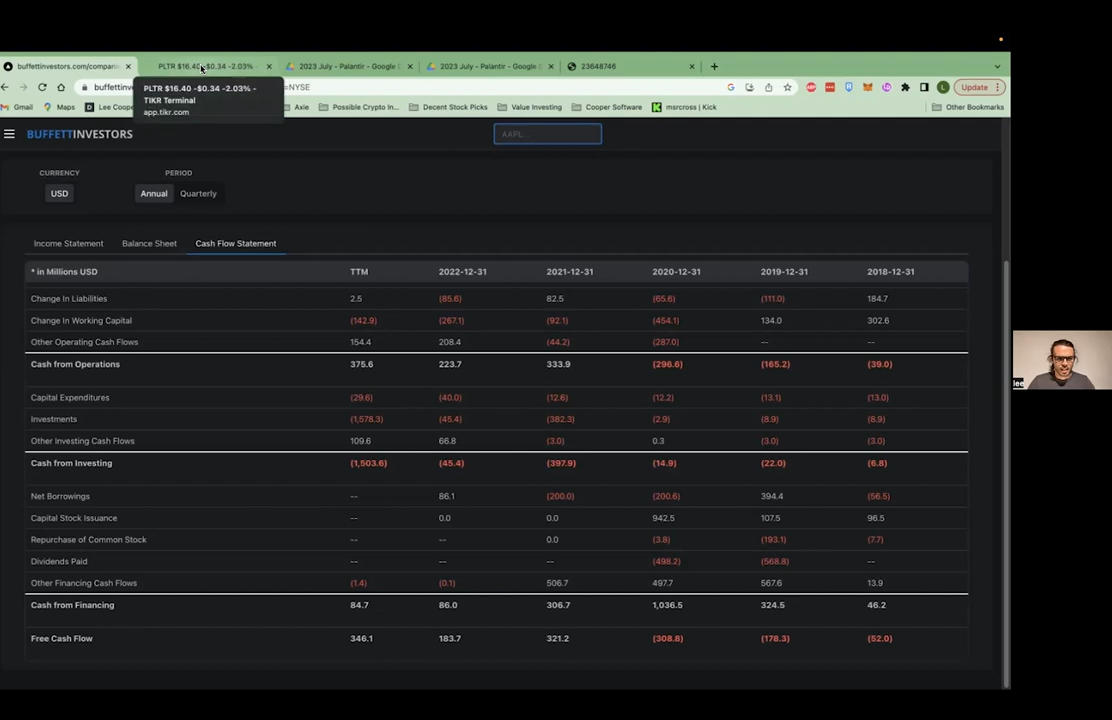 buffettinvestors.com/compan
PLTR $16.40 -$0.34 -2.03% -
2023 July - Palantir - Google D
2023 July - Palantir - Google D
23648746
buffettinv
=NYSE
Update
PLTR $16.40 -$0.34 -2.03% -
TIKR Terminal
app.tikr.com
Gmail Maps Lee Coope Axie Possible Crypto In... Decent Stock Picks Value Investing Cooper Software msrcross | Kick Other Bookmarks
BUFFETTINVESTORS AAPL...
CURRENCY PERIOD
USD Annual Quarterly
Income Statement Balance Sheet Cash Flow Statement
* in Millions USD TTM 2022-12-31 2021-12-31 2020-12-31 2019-12-31 2018-12-31
Change In Liabilities 2.5 (85.6) 82.5 (65.6) (111.0) 184.7
Change In Working Capital (142.9) (267.1) (92.1) (454.1) 134.0 302.6
Other Operating Cash Flows 154.4 208.4 (44.2) (287.0) -- --
Cash from Operations 375.6 223.7 333.9 (296.6) (165.2) (39.0)
Capital Expenditures (29.6) (40.0) (12.6) (12.2) (13.1) (13.0)
Investments (1,578.3) (45.4) (382.3) (2.9) (8.9) (8.9)
Other Investing Cash Flows 109.6 66.8 (3.0) 0.3 (3.0) (3.0)
Cash from Investing (1,503.6) (45.4) (397.9) (14.9) (22.0) (6.8)
Net Borrowings -- 86.1 (200.0) (200.6) 394.4 (56.5)
Capital Stock Issuance -- 0.0 0.0 942.5 107.5 96.5
Repurchase of Common Stock -- -- 0.0 (3.8) (193.1) (7.7)
Dividends Paid -- -- -- (498.2) (568.8) --
Other Financing Cash Flows (1.4) (0.1) 506.7 497.7 567.6 13.9
Cash from Financing 84.7 86.0 306.7 1,036.5 324.5 46.2
Free Cash Flow 346.1 183.7 321.2 (308.8) (178.3) (52.0)
lee